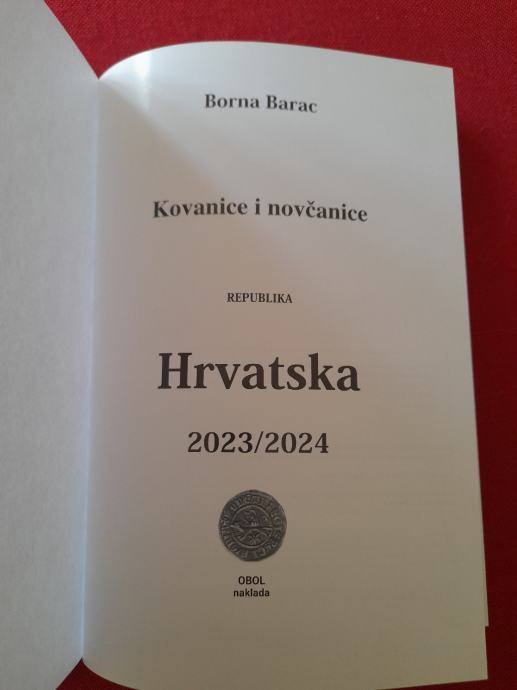 Borna Barac
Kovanice i novčanice
REPUBLIKA
Hrvatska
2023/2024
OBOL
naklada